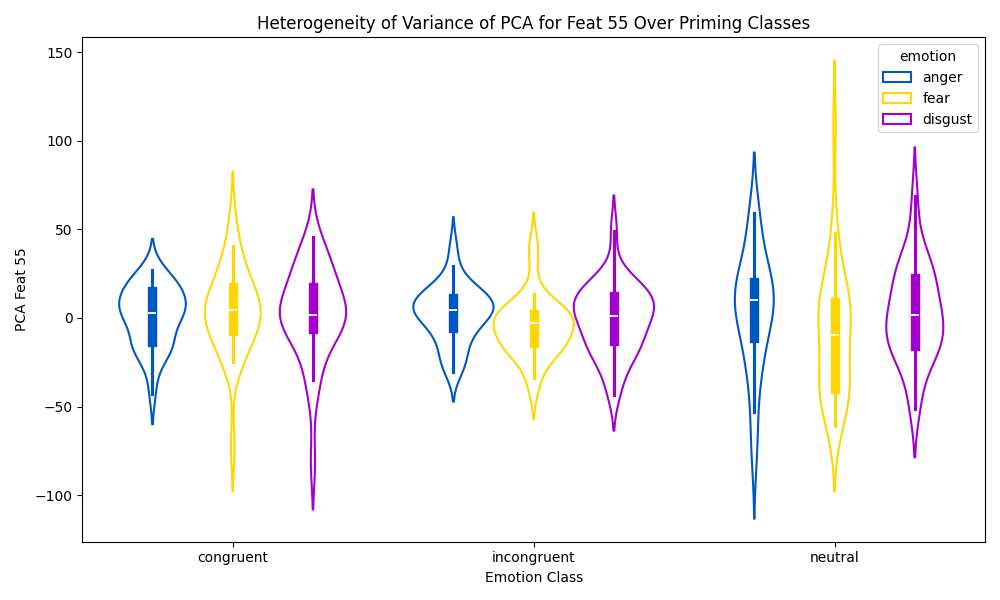 Heterogeneity of Variance of PCA for Feat 55 Over Priming Classes
emotion
anger
fear
disgust
PCA Feat 55
150
100
50
0
−50
−100
congruent
incongruent
neutral
Emotion Class